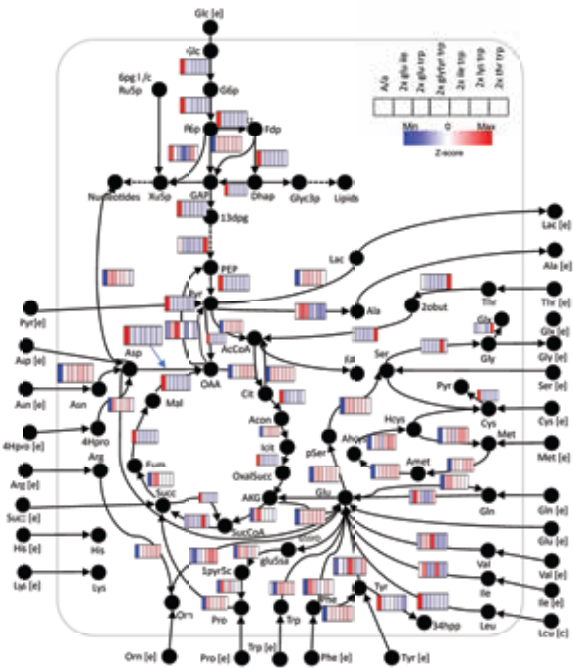 Glc [e]
Glc
6pg l /c
Ru5p
G6p
F6p
Fdp
A/a
2x glu ile
2x glu trp
2x glytyr trp
2x ile trp
2x lys trp
2x thr trp
Min
0
Max
Z-score
Nucleotides
Xu5p
GAP
Dhap
Glyc3p
Lipids
13dpg
PEP
Pyr
Lac
Lac [e]
Ala [e]
Ala
2obut
Thr
Thr [e]
Pyr[e]
AcCoA
Glx
Glx [e]
Gly
Gly [e]
Asp [e]
Asp
OAA
Ser
Ser [e]
Asn [e]
Asn
Mal
Cit
Pyr
Cys
Cys [e]
4Hpro [e]
4Hpro
Acon
Hcys
Ahcys
Met
Met [e]
Arg
Arg [e]
Icit
pSer
Amet
Fum
OxalSucc
Succ
Succ [e]
AKG
Glu
Gln
Gln [e]
SucCoA
Glu [e]
His [e]
His
1pyr5c
glu5sa
Val
Val [e]
Lys [e]
Lys
Tyr
Ile
Ile [e]
Orn
Pro
Trp
Phe
34hpp
Leu
Leu [e]
Orn [e]
Pro [e]
Trp [e]
Phe [e]
Tyr [e]